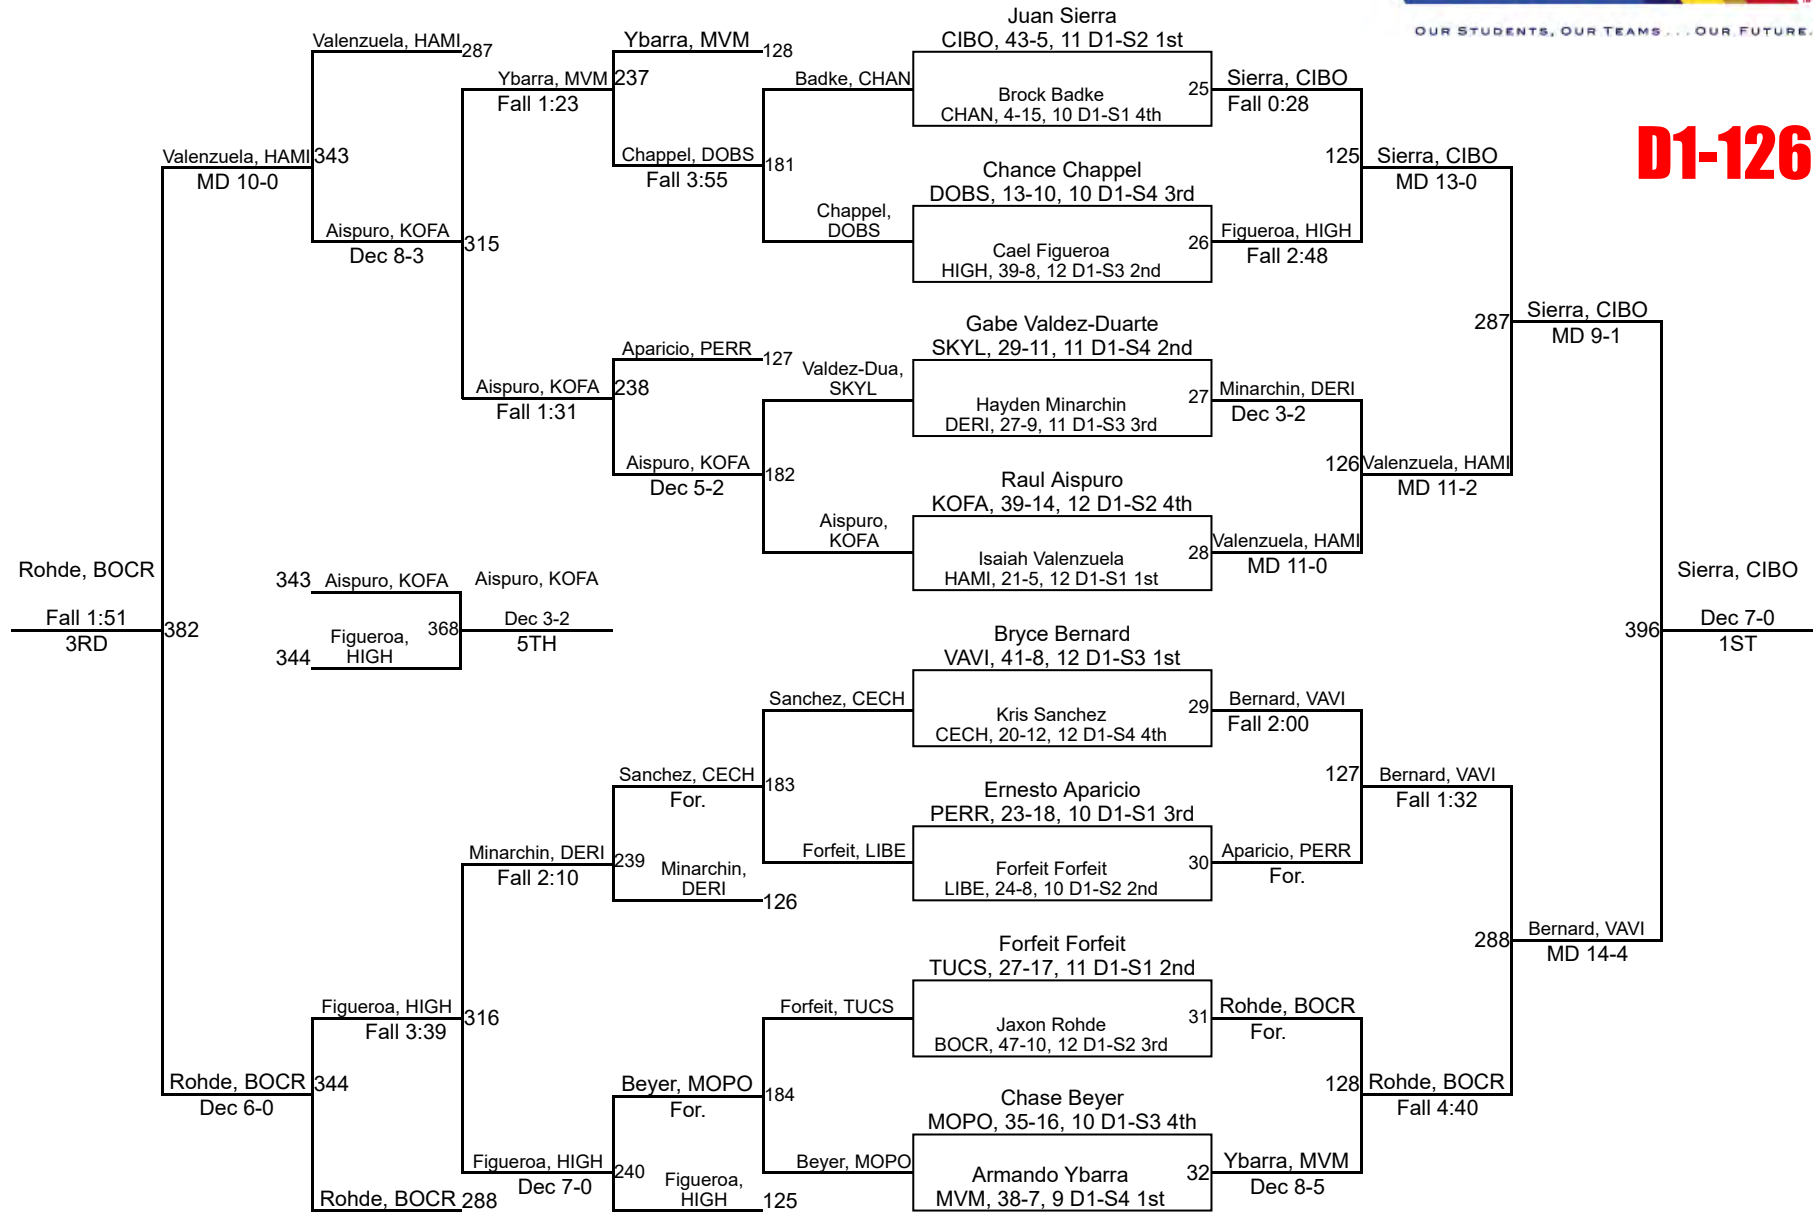 OUR STUDENTS, OUR TEAMS . . . OUR FUTURE.
D1-126
Juan Sierra
CIBO, 43-5, 11 D1-S2 1st
Brock Badke
CHAN, 4-15, 10 D1-S1 4th
25
Chance Chappel
DOBS, 13-10, 10 D1-S4 3rd
Cael Figueroa
HIGH, 39-8, 12 D1-S3 2nd
26
Gabe Valdez-Duarte
SKYL, 29-11, 11 D1-S4 2nd
Hayden Minarchin
DERI, 27-9, 11 D1-S3 3rd
27
Raul Aispuro
KOFA, 39-14, 12 D1-S2 4th
Isaiah Valenzuela
HAMI, 21-5, 12 D1-S1 1st
28
Bryce Bernard
VAVI, 41-8, 12 D1-S3 1st
Kris Sanchez
CECH, 20-12, 12 D1-S4 4th
29
Ernesto Aparicio
PERR, 23-18, 10 D1-S1 3rd
Forfeit Forfeit
LIBE, 24-8, 10 D1-S2 2nd
30
Forfeit Forfeit
TUCS, 27-17, 11 D1-S1 2nd
Jaxon Rohde
BOCR, 47-10, 12 D1-S2 3rd
31
Chase Beyer
MOPO, 35-16, 10 D1-S3 4th
Armando Ybarra
MVM, 38-7, 9 D1-S4 1st
32
Sierra, CIBO
Fall 0:28
125
Figueroa, HIGH
Fall 2:48
Minarchin, DERI
Dec 3-2
126
Valenzuela, HAMI
MD 11-0
Bernard, VAVI
Fall 2:00
127
Aparicio, PERR
For.
Rohde, BOCR
For.
128
Ybarra, MVM
Dec 8-5
Sierra, CIBO
MD 13-0
287
Valenzuela, HAMI
MD 11-2
Bernard, VAVI
Fall 1:32
288
Rohde, BOCR
Fall 4:40
Sierra, CIBO
MD 9-1
396
Bernard, VAVI
MD 14-4
Sierra, CIBO
Dec 7-0
1ST
Badke, CHAN
181
Chappel,
DOBS
Valdez-Dua,
SKYL
182
Aispuro,
KOFA
Sanchez, CECH
183
Forfeit, LIBE
Forfeit, TUCS
184
Beyer, MOPO
Ybarra, MVM
128
237
Chappel, DOBS
Fall 3:55
Aparicio, PERR
127
238
Aispuro, KOFA
Dec 5-2
Sanchez, CECH
For.
239
Minarchin,
DERI
126
Beyer, MOPO
For.
240
Figueroa,
HIGH
125
Ybarra, MVM
Fall 1:23
315
Aispuro, KOFA
Fall 1:31
Minarchin, DERI
Fall 2:10
316
Figueroa, HIGH
Dec 7-0
Valenzuela, HAMI
287
343
Aispuro, KOFA
Dec 8-3
Figueroa, HIGH
Fall 3:39
344
Rohde, BOCR
288
Valenzuela, HAMI
MD 10-0
382
Rohde, BOCR
Dec 6-0
Rohde, BOCR
Fall 1:51
3RD
343
Aispuro, KOFA
344
Figueroa,
HIGH
368
Aispuro, KOFA
Dec 3-2
5TH